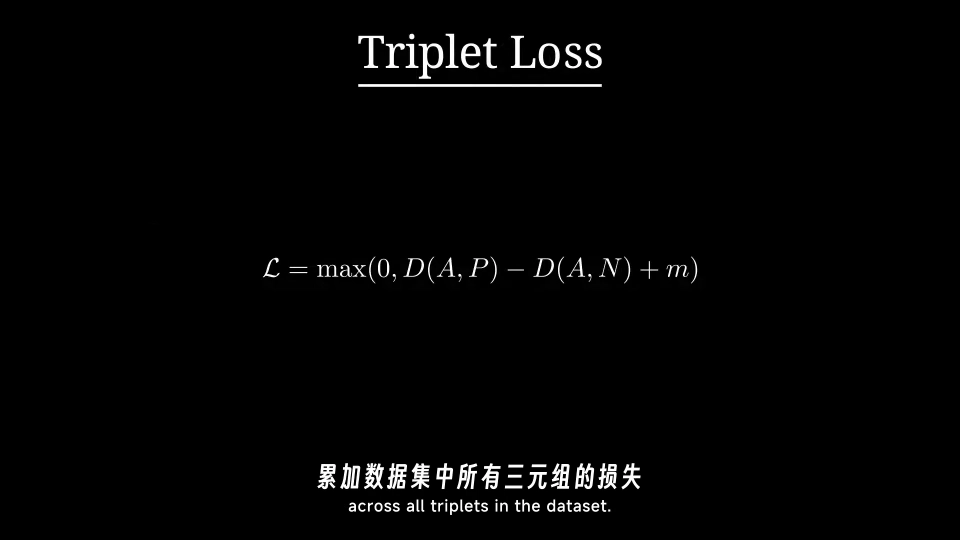 Triplet Loss
ℒ = max(0, D(A, P) − D(A, N) + m)
累加数据集中所有三元组的损失
across all triplets in the dataset.